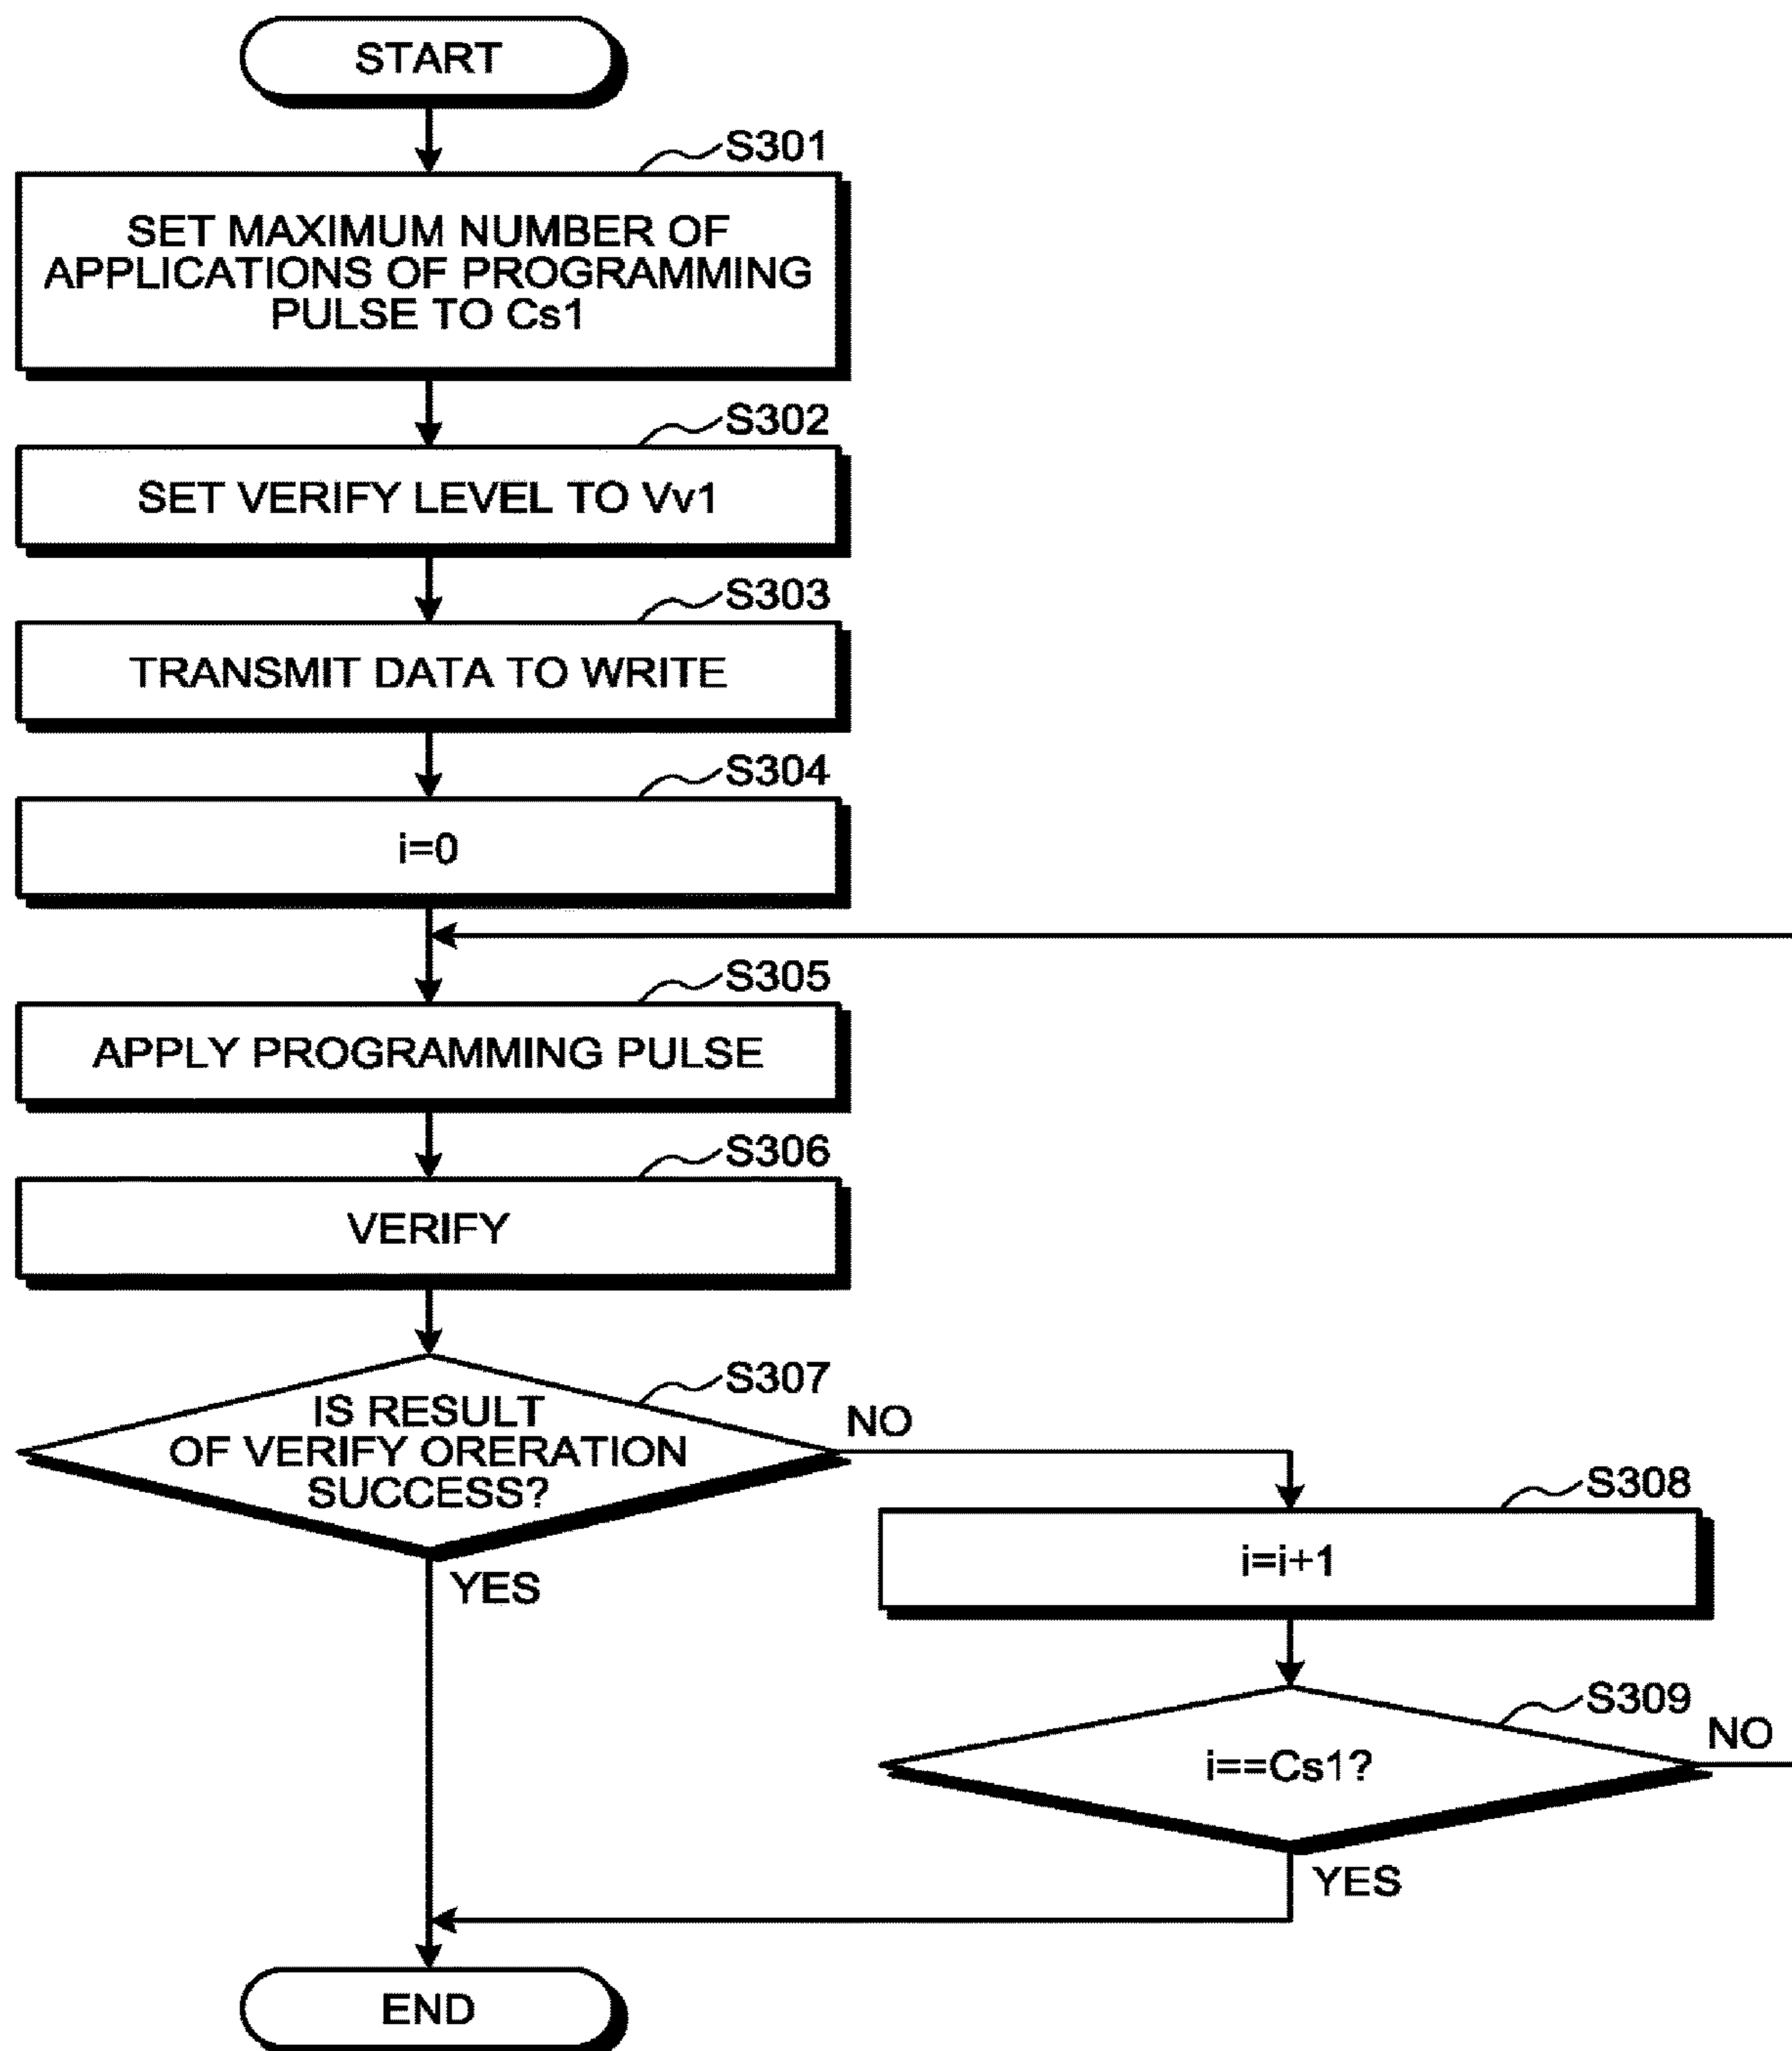 START
S301
SET MAXIMUM NUMBER OF
APPLICATIONS OF PROGRAMMING
PULSE TO Cs1
S302
SET VERIFY LEVEL TO Vv1
S303
TRANSMIT DATA TO WRITE
S304
i=0
S305
APPLY PROGRAMMING PULSE
S306
VERIFY
S307
IS RESULT
OF VERIFY ORERATION
SUCCESS?
NO
YES
S308
i=i+1
S309
i==Cs1?
NO
YES
END